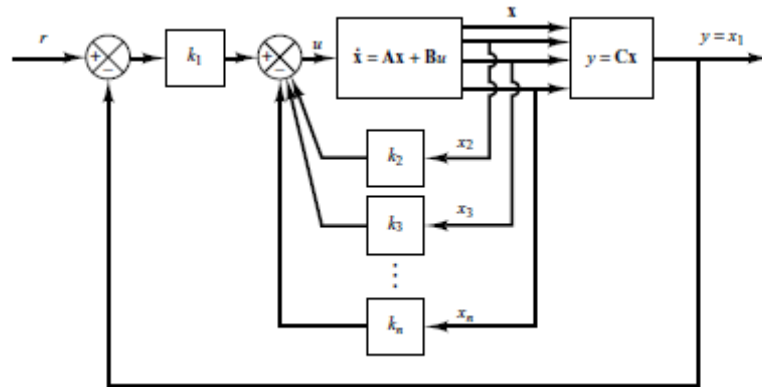 x
r
+
−
k₁
+
−
u
ẋ = Ax + Bu
y = Cx
y = x₁
k₂
x₂
k₃
x₃
kₙ
xₙ